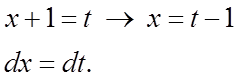 x + 1 = t → x = t − 1
dx = dt.